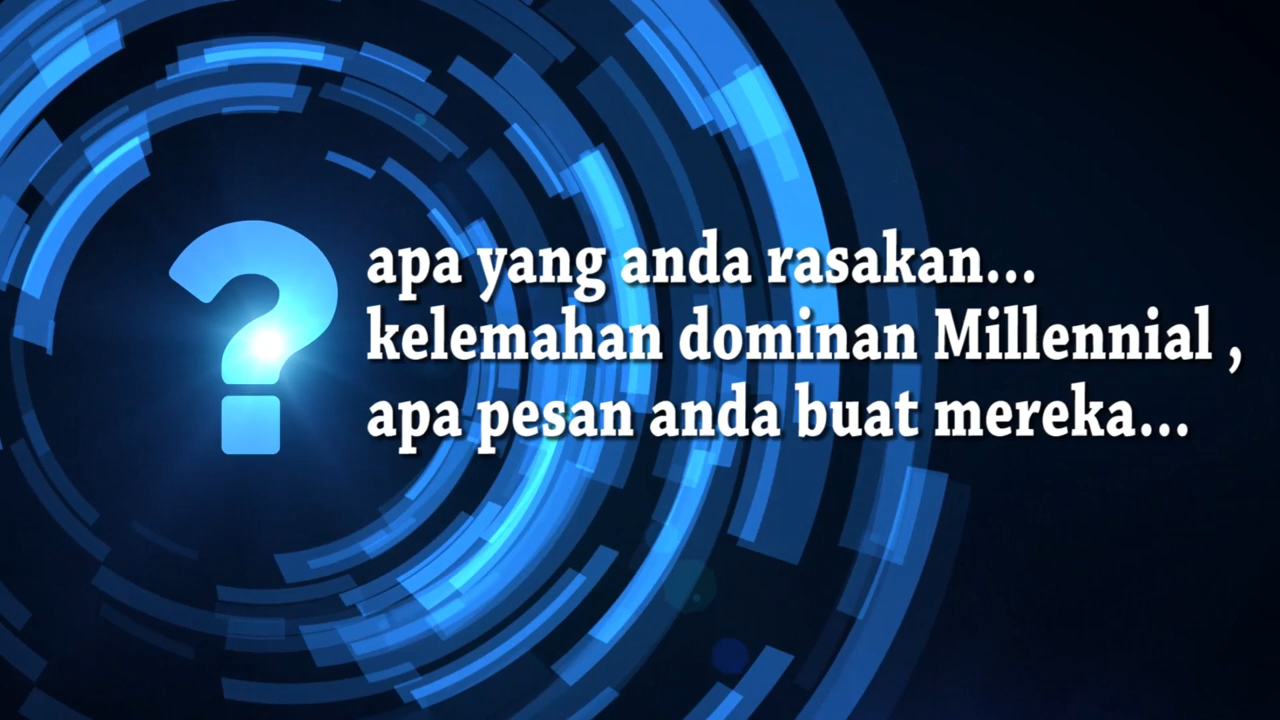 ?
apa yang anda rasakan...
kelemahan dominan Millennial ,
apa pesan anda buat mereka...